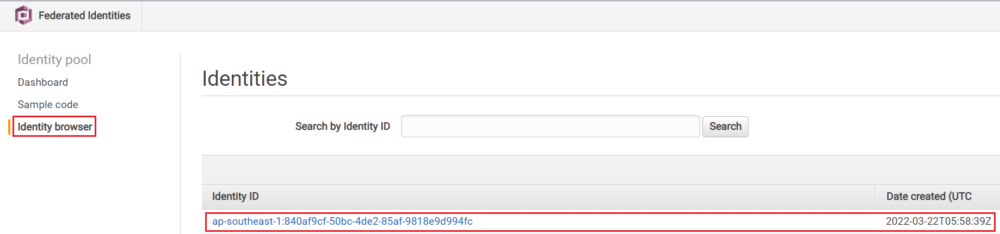 Federated Identities
Identity pool
Dashboard
Sample code
Identity browser
Identities
Search by Identity ID
Search
Identity ID
Date created (UTC
ap-southeast-1:840af9cf-50bc-4de2-85af-9818e9d994fc
2022-03-22T05:58:39Z